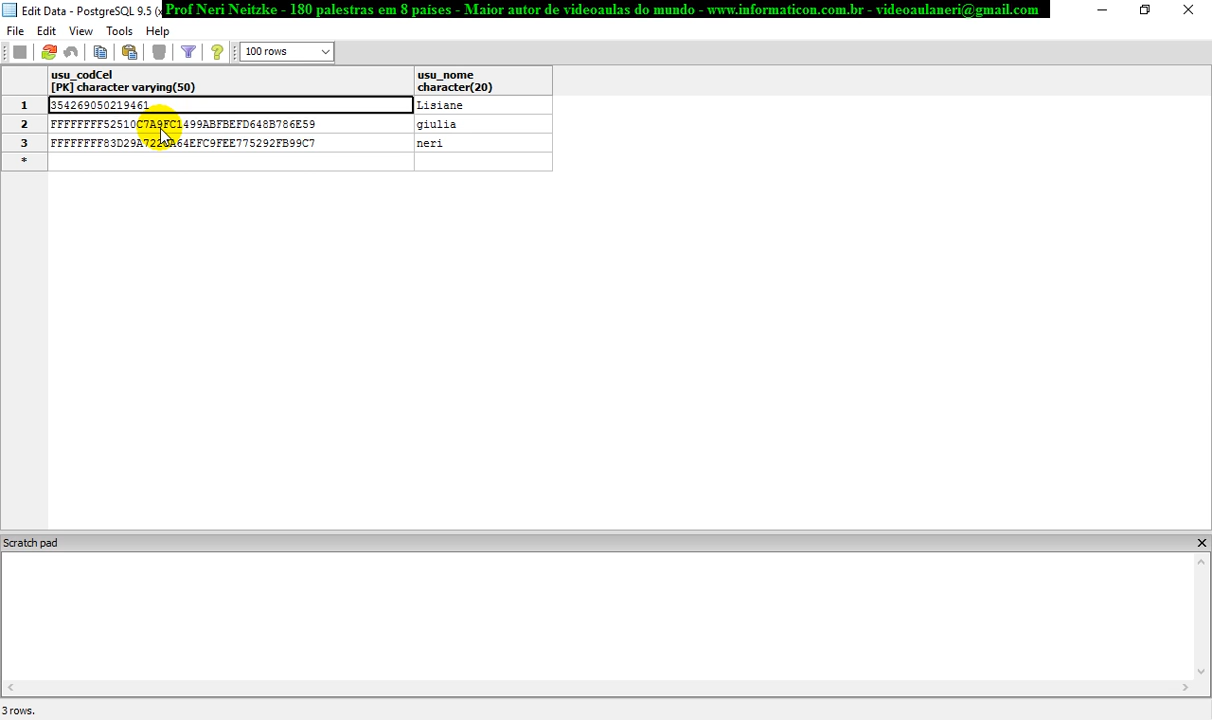 Edit Data - PostgreSQL 9.5 (x
Prof Neri Neitzke - 180 palestras em 8 países - Maior autor de videoaulas do mundo - www.informaticon.com.br - videoaulaneri@gmail.com
File Edit View Tools Help
100 rows
usu_codCel usu_nome
[PK] character varying(50) character(20)
1 354269050219461 Lisiane
2 FFFFFFFF52510C7A9FC1499ABFBEFD648B786E59 giulia
3 neri
*
Scratch pad
3 rows.